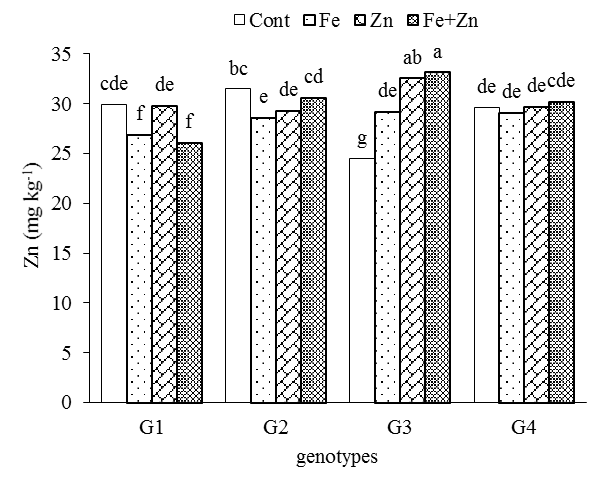 Cont Fe Zn Fe+Zn
35
30
25
20
15
10
5
0
Zn (mg kg⁻¹)
cde f de f
bc e de cd
g de ab a
de de de cde
G1 G2 G3 G4
genotypes